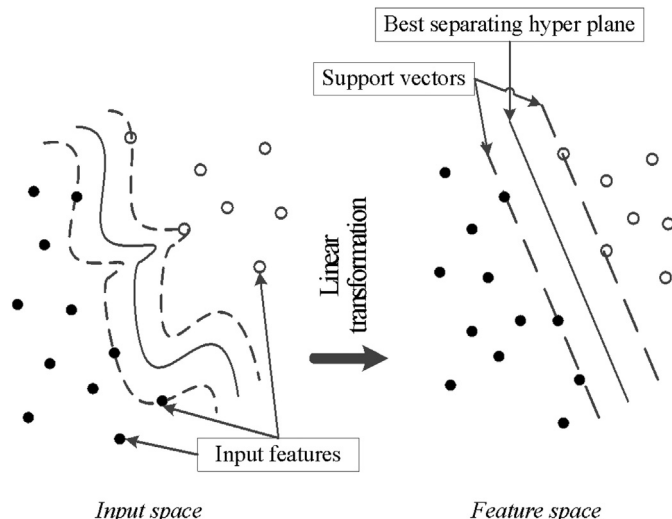 Best separating hyper plane
Support vectors
Linear
transformation
Input features
Input space
Feature space